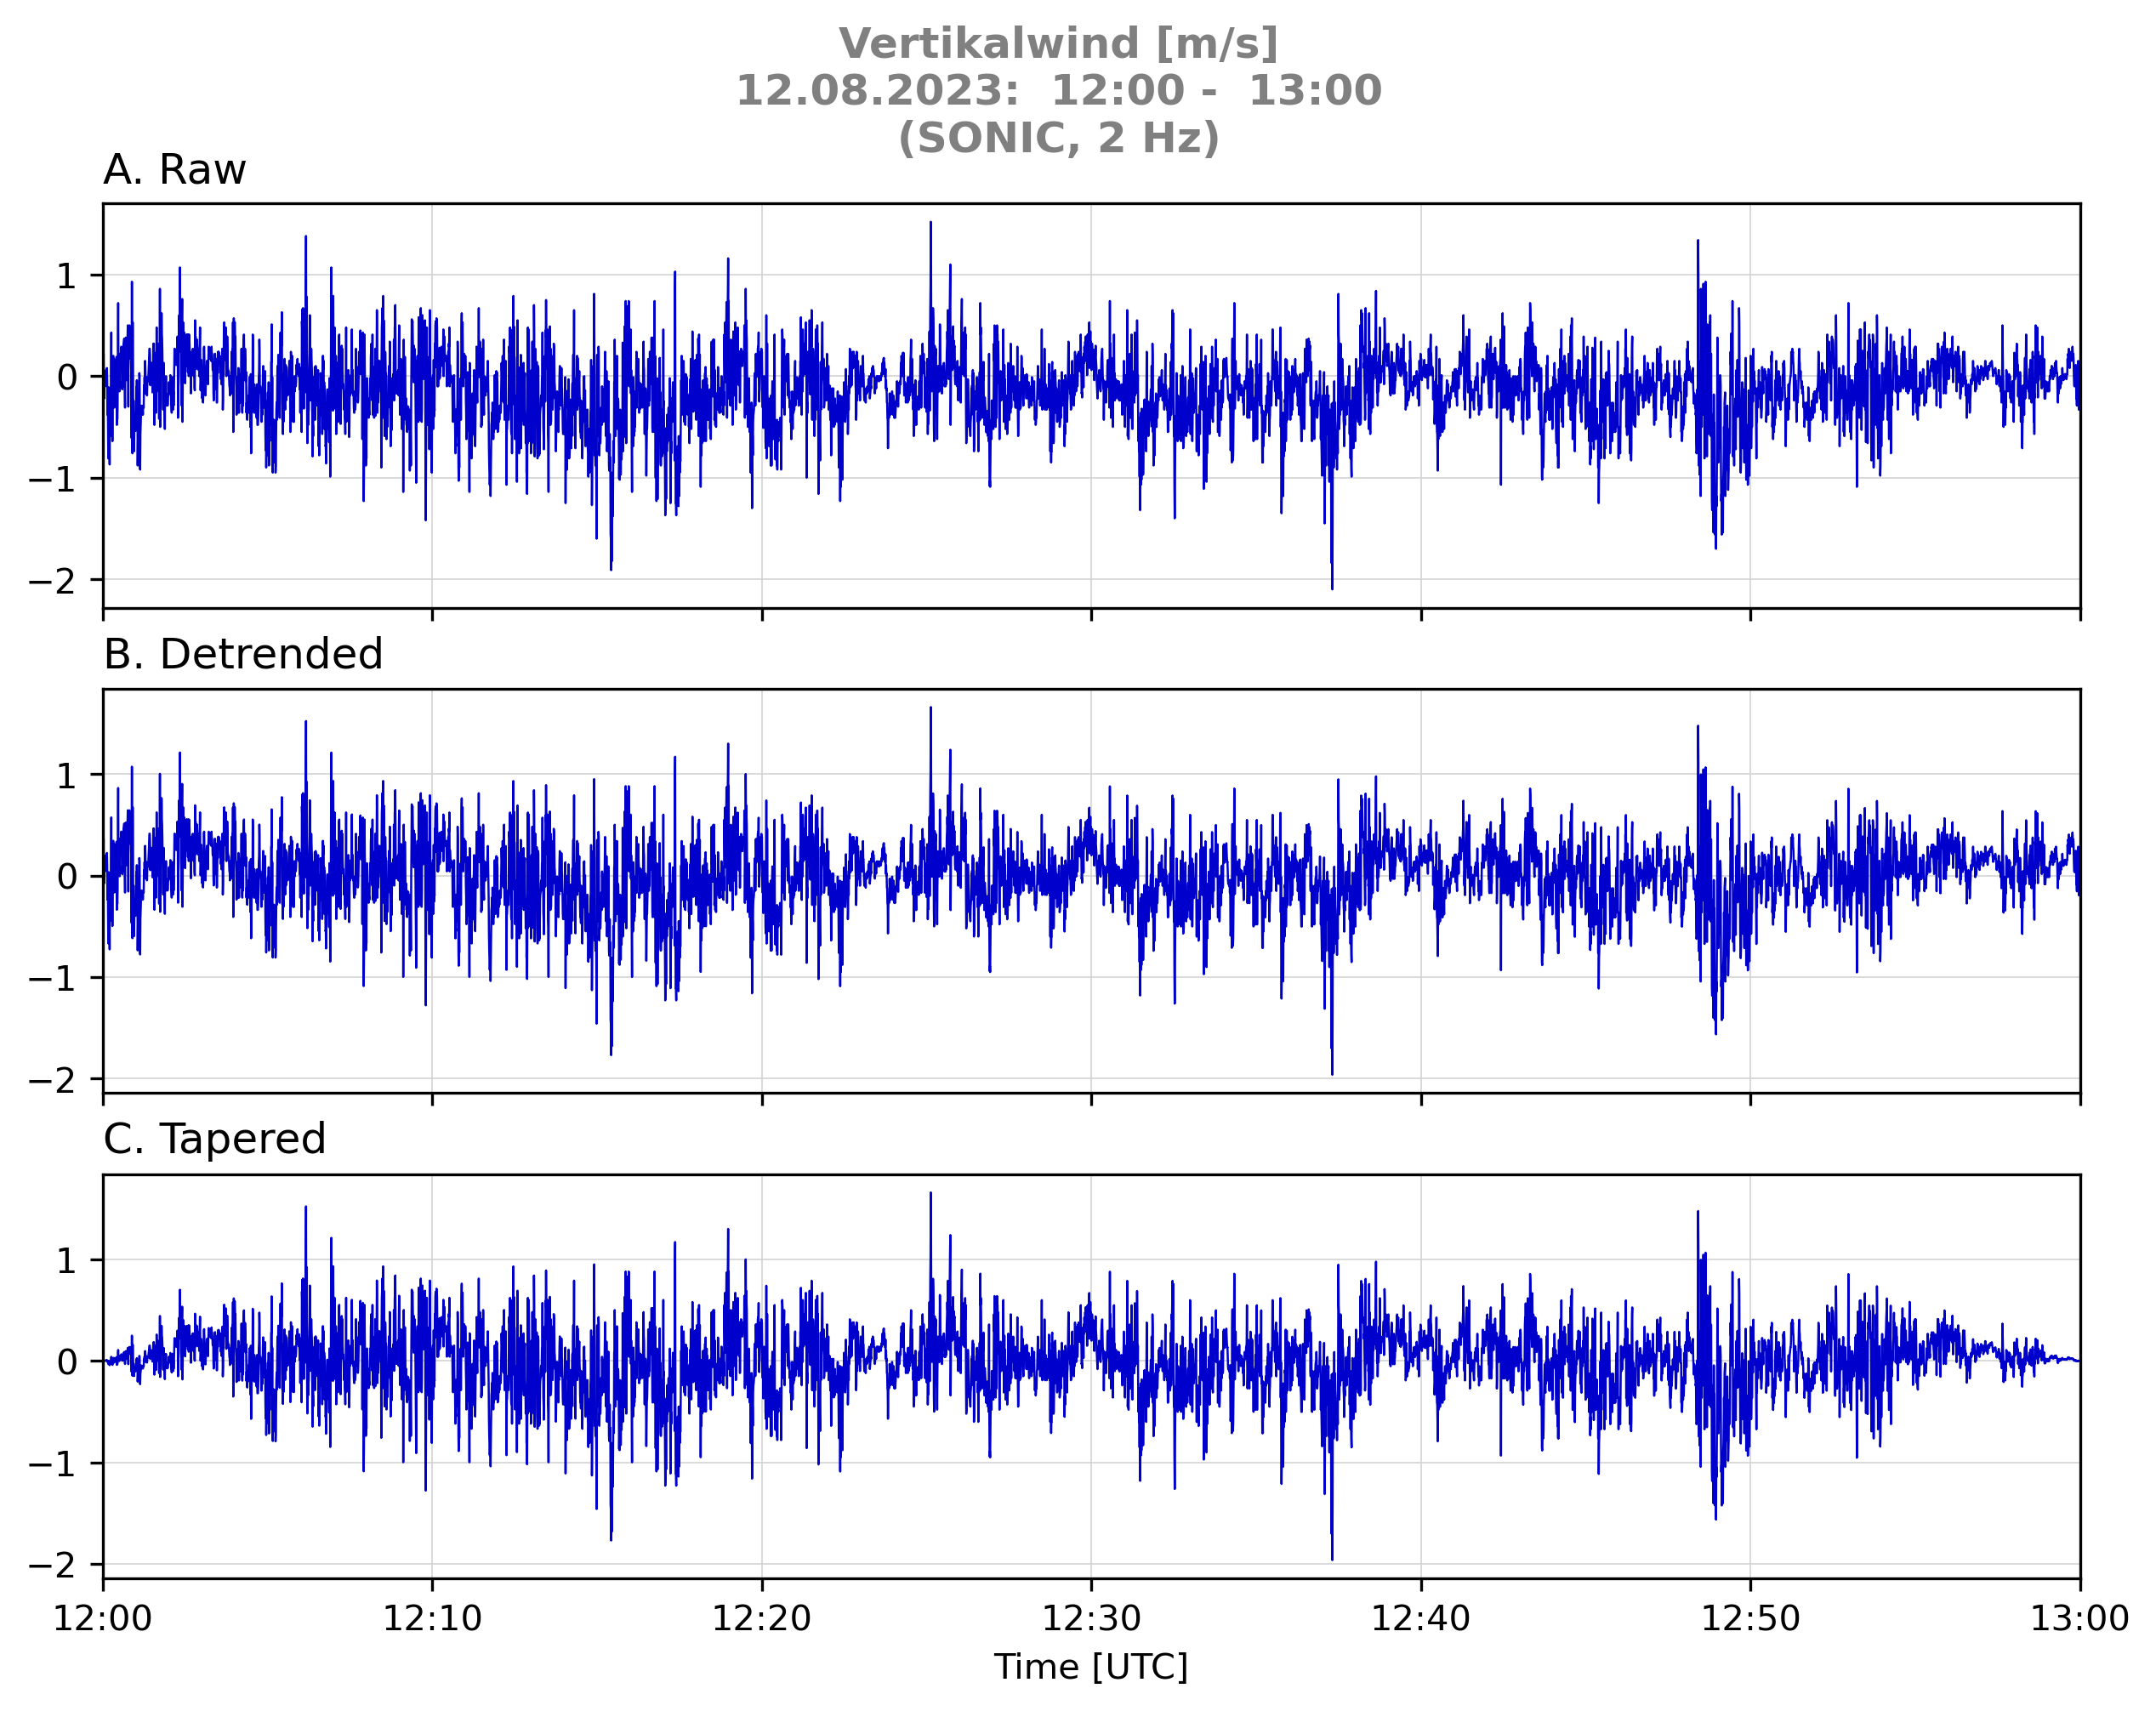 Vertikalwind [m/s]
12.08.2023:  12:00 -  13:00
(SONIC, 2 Hz)
A. Raw
1
0
−1
−2
B. Detrended
1
0
−1
−2
C. Tapered
1
0
−1
−2
12:00 12:10 12:20 12:30 12:40 12:50 13:00
Time [UTC]